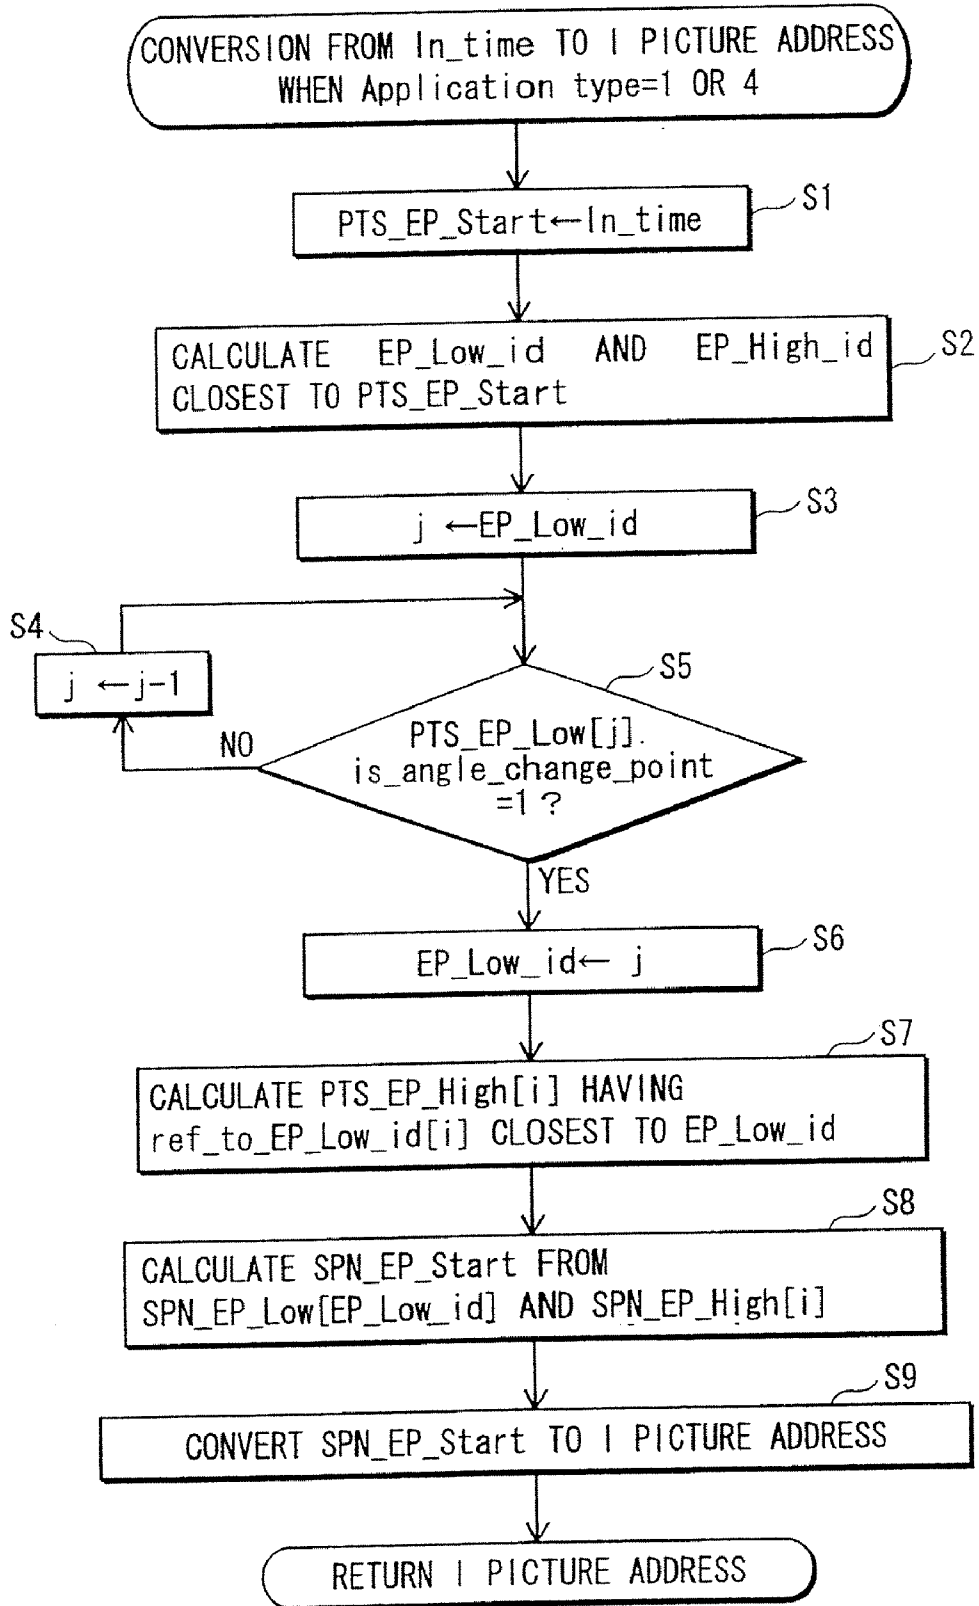 CONVERSION FROM In_time TO I PICTURE ADDRESS
WHEN Application type=1 OR 4
S1
PTS_EP_Start←In_time
S2
CALCULATE EP_Low_id AND EP_High_id
CLOSEST TO PTS_EP_Start
S3
j ←EP_Low_id
S4
j ←j-1
S5
PTS_EP_Low[j].
is_angle_change_point
=1 ?
NO
YES
S6
EP_Low_id← j
S7
CALCULATE PTS_EP_High[i] HAVING
ref_to_EP_Low_id[i] CLOSEST TO EP_Low_id
S8
CALCULATE SPN_EP_Start FROM
SPN_EP_Low[EP_Low_id] AND SPN_EP_High[i]
S9
CONVERT SPN_EP_Start TO I PICTURE ADDRESS
RETURN I PICTURE ADDRESS